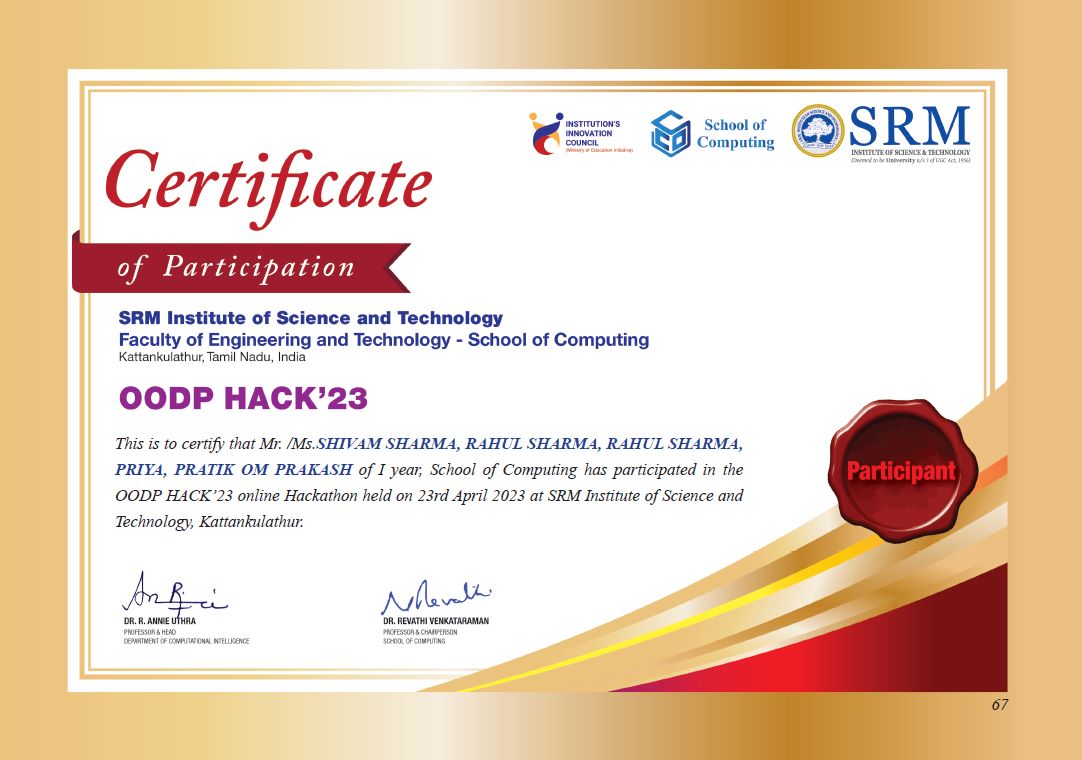 INSTITUTION'S
INNOVATION
COUNCIL
(Ministry of Education Initiative)
School of
Computing
SRM
INSTITUTE OF SCIENCE & TECHNOLOGY
(Deemed to be University u/s 3 of UGC Act, 1956)
Certificate
of Participation
SRM Institute of Science and Technology
Faculty of Engineering and Technology - School of Computing
Kattankulathur, Tamil Nadu, India
OODP HACK'23
This is to certify that Mr. /Ms.SHIVAM SHARMA, RAHUL SHARMA, RAHUL SHARMA,
PRIYA, PRATIK OM PRAKASH of I year, School of Computing has participated in the
OODP HACK'23 online Hackathon held on 23rd April 2023 at SRM Institute of Science and
Technology, Kattankulathur.
Participant
DR. R. ANNIE UTHRA
PROFESSOR & HEAD
DEPARTMENT OF COMPUTATIONAL INTELLIGENCE
DR. REVATHI VENKATARAMAN
PROFESSOR & CHAIRPERSON
SCHOOL OF COMPUTING
67